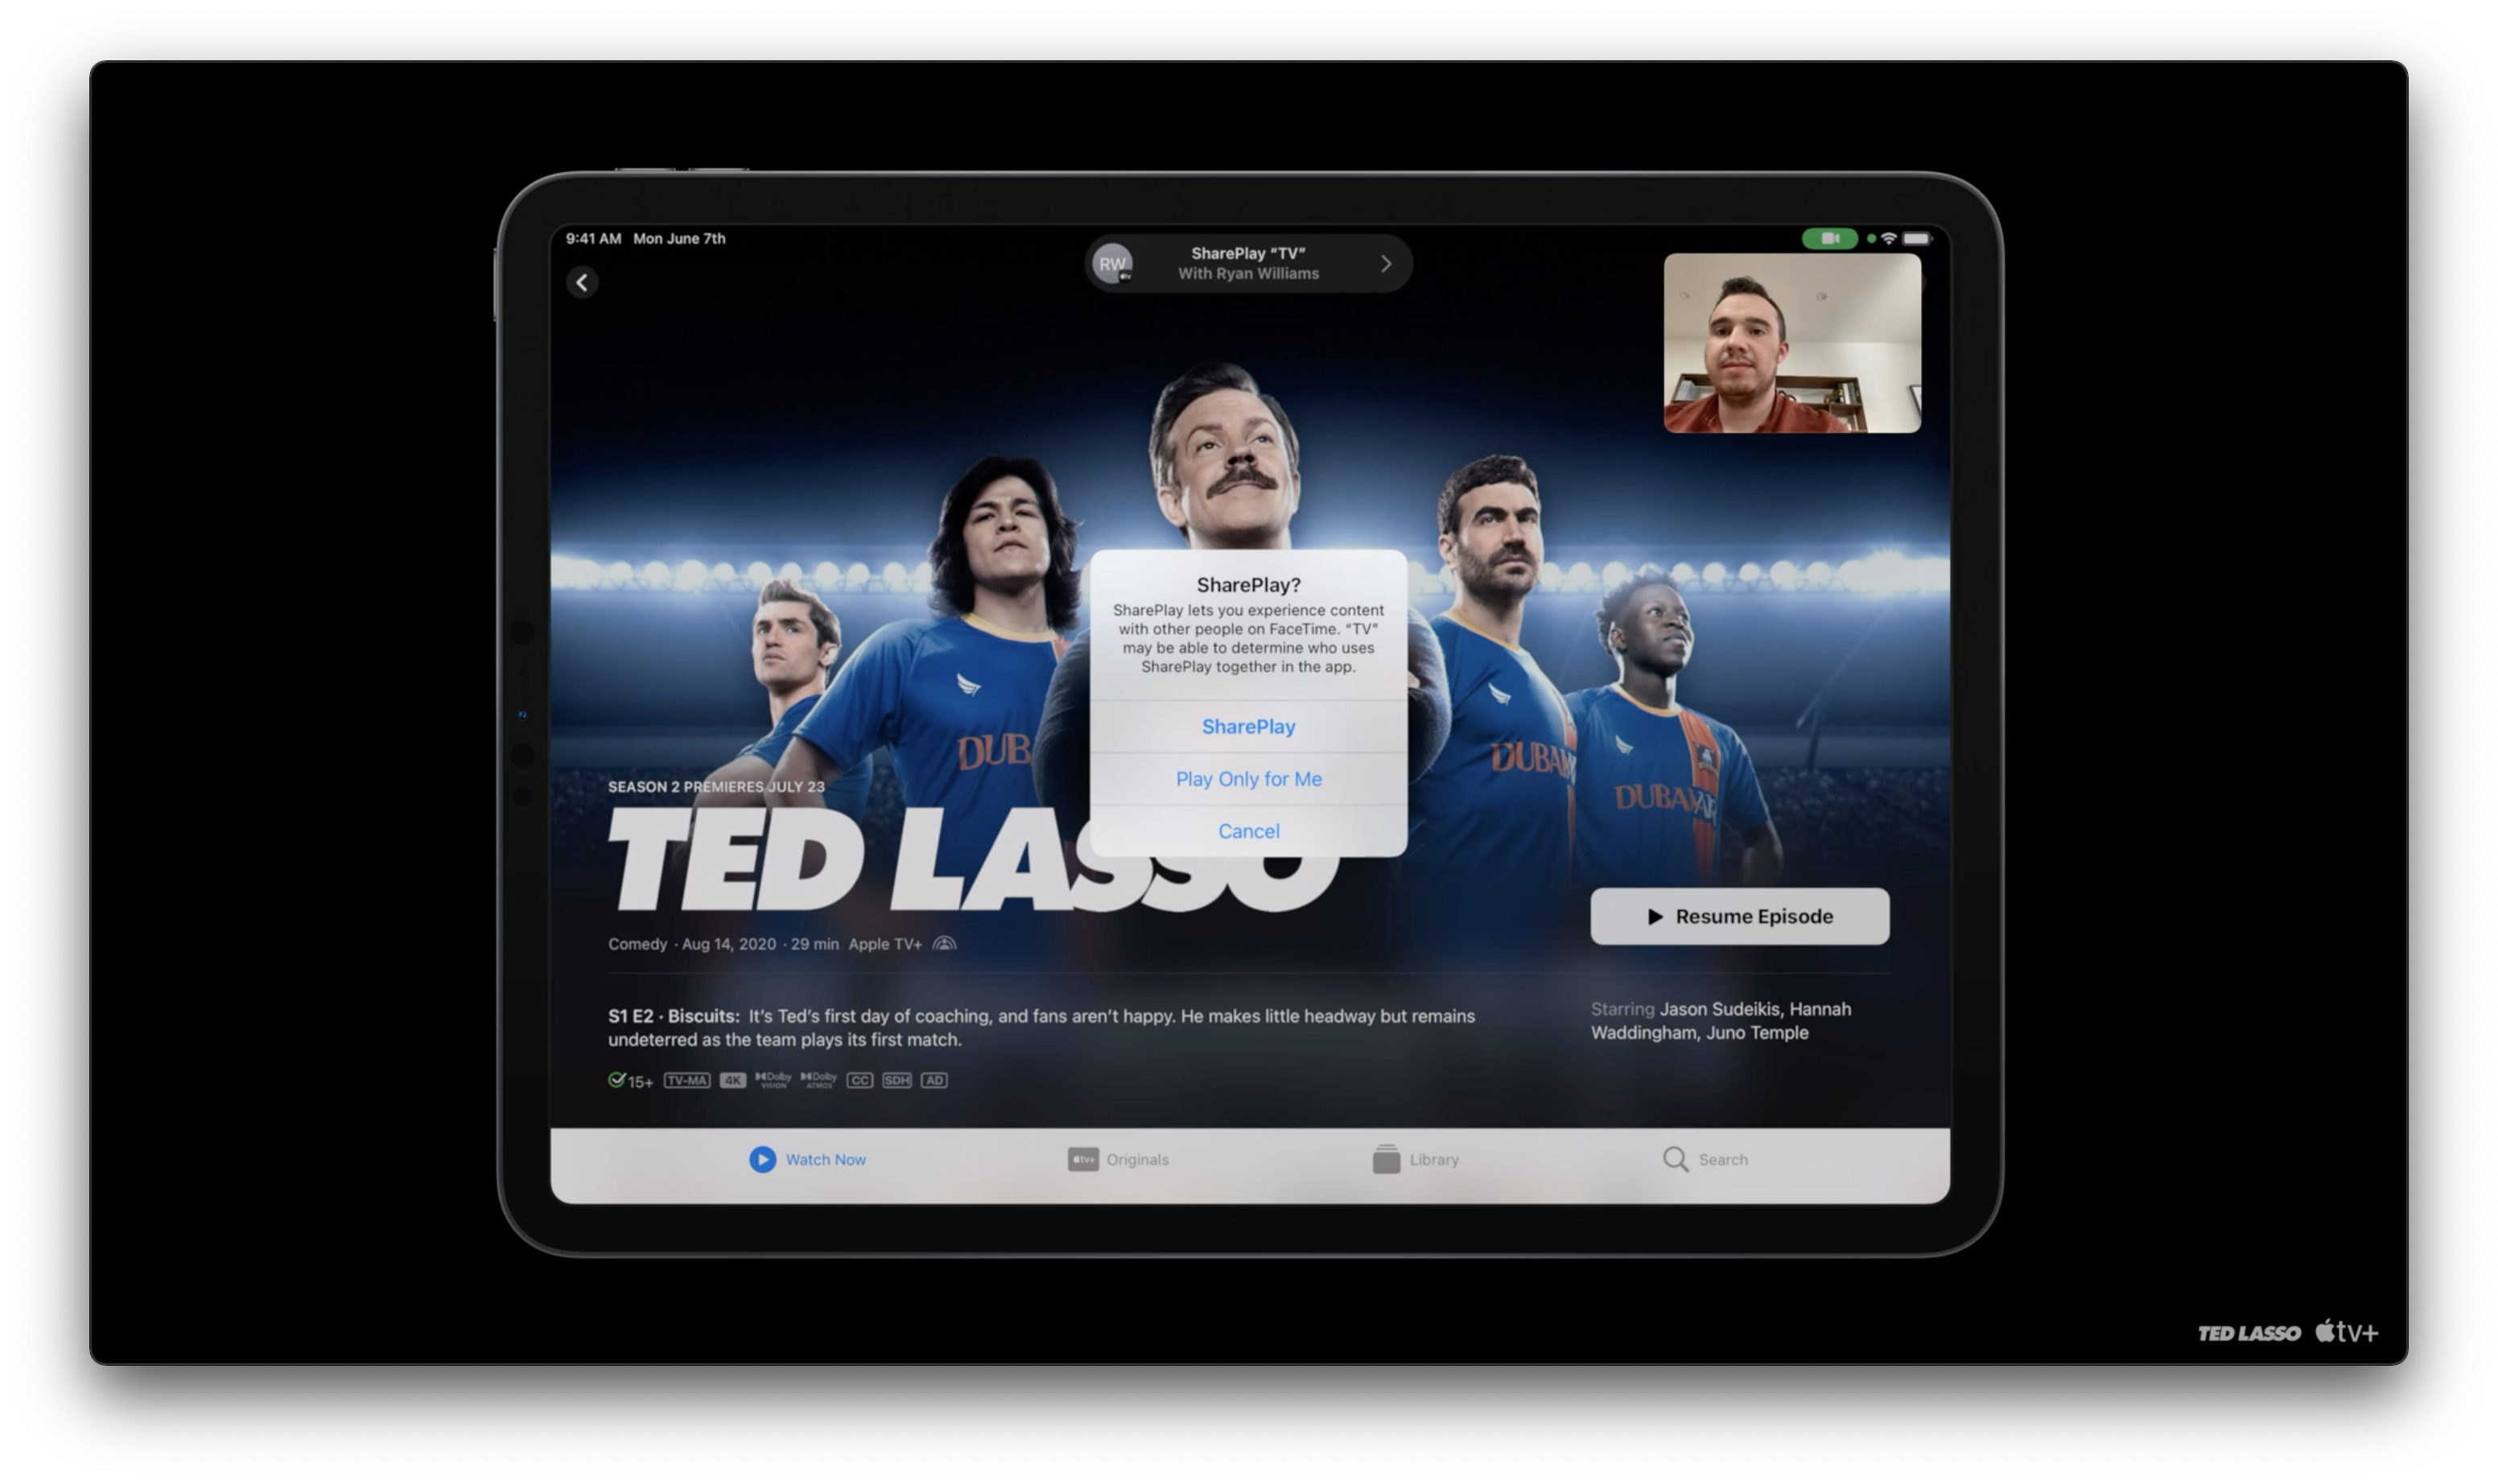 9:41 AM Mon June 7th
RW
SharePlay “TV”
With Ryan Williams
SharePlay?
SharePlay lets you experience content
with other people on FaceTime. “TV”
may be able to determine who uses
SharePlay together in the app.
SharePlay
Play Only for Me
Cancel
DUB
DUBAI
DUBAI AIR
SEASON 2 PREMIERES JULY 23
TED LASSO
Comedy · Aug 14, 2020 · 29 min Apple TV+
Resume Episode
S1 E2 · Biscuits: It’s Ted’s first day of coaching, and fans aren’t happy. He makes little headway but remains
undeterred as the team plays its first match.
Starring Jason Sudeikis, Hannah
Waddingham, Juno Temple
15+ TV-MA 4K Dolby VISION Dolby ATMOS CC SDH AD
Watch Now
tv+ Originals
Library
Search
TED LASSO tv+